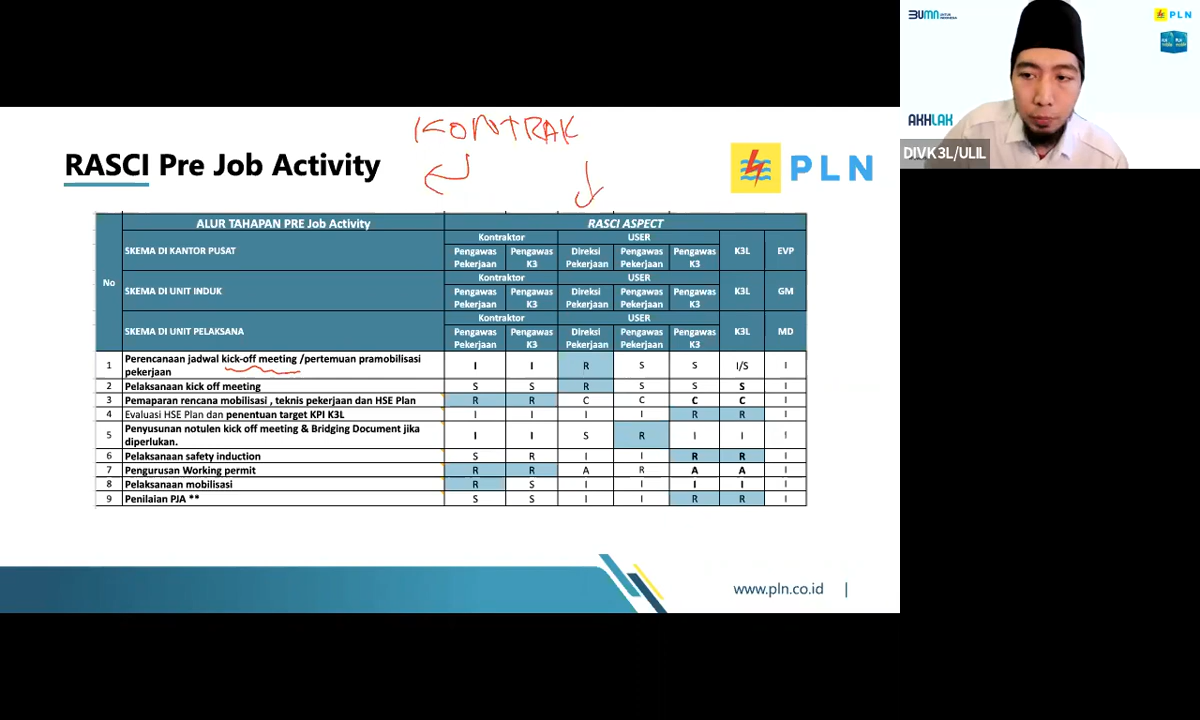 BUMN UNTUK INDONESIA
PLN
AKHLAK
DIVK3L/ULIL
KONTRAK
RASCI Pre Job Activity
PLN
No ALUR TAHAPAN PRE Job Activity RASCI ASPECT
SKEMA DI KANTOR PUSAT Kontraktor USER K3L EVP
Pengawas Pekerjaan Pengawas K3 Direksi Pekerjaan Pengawas Pekerjaan Pengawas K3
SKEMA DI UNIT INDUK Kontraktor USER K3L GM
Pengawas Pekerjaan Pengawas K3 Direksi Pekerjaan Pengawas Pekerjaan Pengawas K3
SKEMA DI UNIT PELAKSANA Kontraktor USER K3L MD
Pengawas Pekerjaan Pengawas K3 Direksi Pekerjaan Pengawas Pekerjaan Pengawas K3
1 Perencanaan jadwal kick-off meeting /pertemuan pramobilisasi pekerjaan I I R S S I/S I
2 Pelaksanaan kick off meeting S S R S S S I
3 Pemaparan rencana mobilisasi , teknis pekerjaan dan HSE Plan R R C C C C I
4 Evaluasi HSE Plan dan penentuan target KPI K3L I I I I R R I
5 Penyusunan notulen kick off meeting & Bridging Document jika diperlukan. I I S R I I I
6 Pelaksanaan safety induction S R I I R R I
7 Pengurusan Working permit R R A R A A I
8 Pelaksanaan mobilisasi R S I I I I I
9 Penilaian PJA ** S S I I R R I
www.pln.co.id |